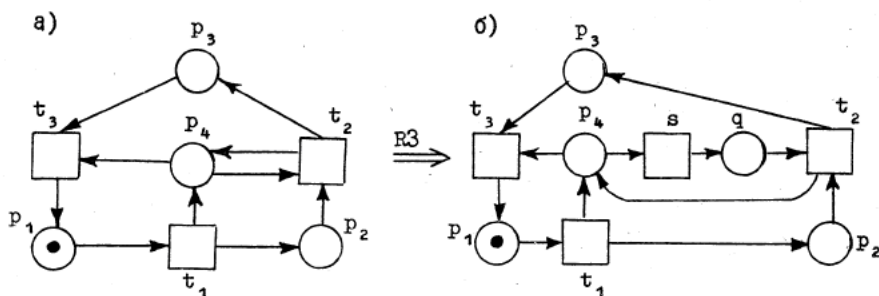 а)
p₃
t₃
p₄
t₂
p₁
t₁
p₂
R3
б)
p₃
t₃
p₄
s
q
t₂
p₁
t₁
p₂